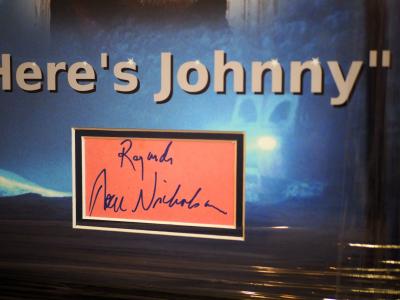 Here's Johnny"
Regards
Jack Nicholson